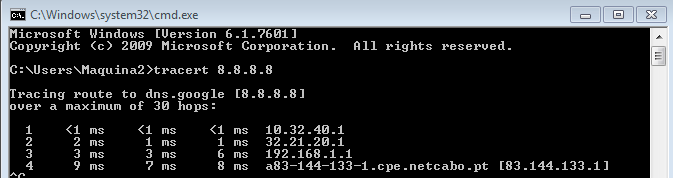 C:\Windows\system32\cmd.exe
Microsoft Windows [Version 6.1.7601]
Copyright (c) 2009 Microsoft Corporation.  All rights reserved.
C:\Users\Maquina2>tracert 8.8.8.8
Tracing route to dns.google [8.8.8.8]
over a maximum of 30 hops:
  1    <1 ms    <1 ms    <1 ms  10.32.40.1
  2     2 ms     1 ms     1 ms  32.21.20.1
  3     3 ms     3 ms     6 ms  192.168.1.1
  4     9 ms     7 ms     8 ms  a83-144-133-1.cpe.netcabo.pt [83.144.133.1]
^C